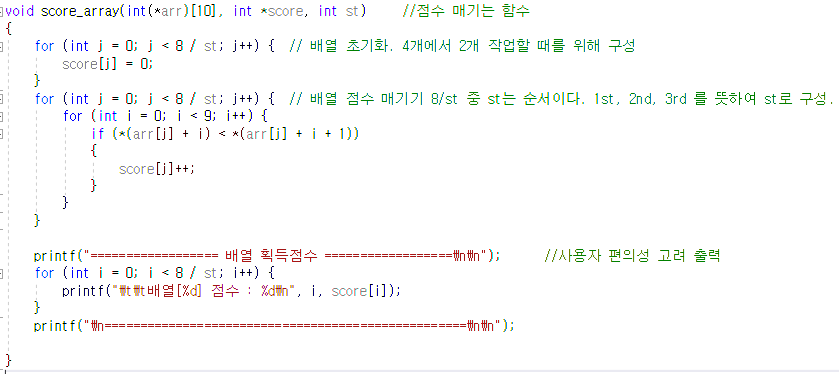 void score_array(int(*arr)[10], int *score, int st) //점수 매기는 함수
{
for (int j = 0; j < 8 / st; j++) { // 배열 초기화. 4개에서 2개 작업할 때를 위해 구성
score[j] = 0;
}
for (int j = 0; j < 8 / st; j++) { // 배열 점수 매기기 8/st 중 st는 순서이다. 1st, 2nd, 3rd 를 뜻하여 st로 구성.
for (int i = 0; i < 9; i++) {
if (*(arr[j] + i) < *(arr[j] + i + 1))
{
score[j]++;
}
}
}
printf("================== 배열 획득점수 ==================₩n₩n"); //사용자 편의성 고려 출력
for (int i = 0; i < 8 / st; i++) {
printf("₩t₩t배열[%d] 점수 : %d₩n", i, score[i]);
}
printf("₩n===================================================₩n₩n");
}